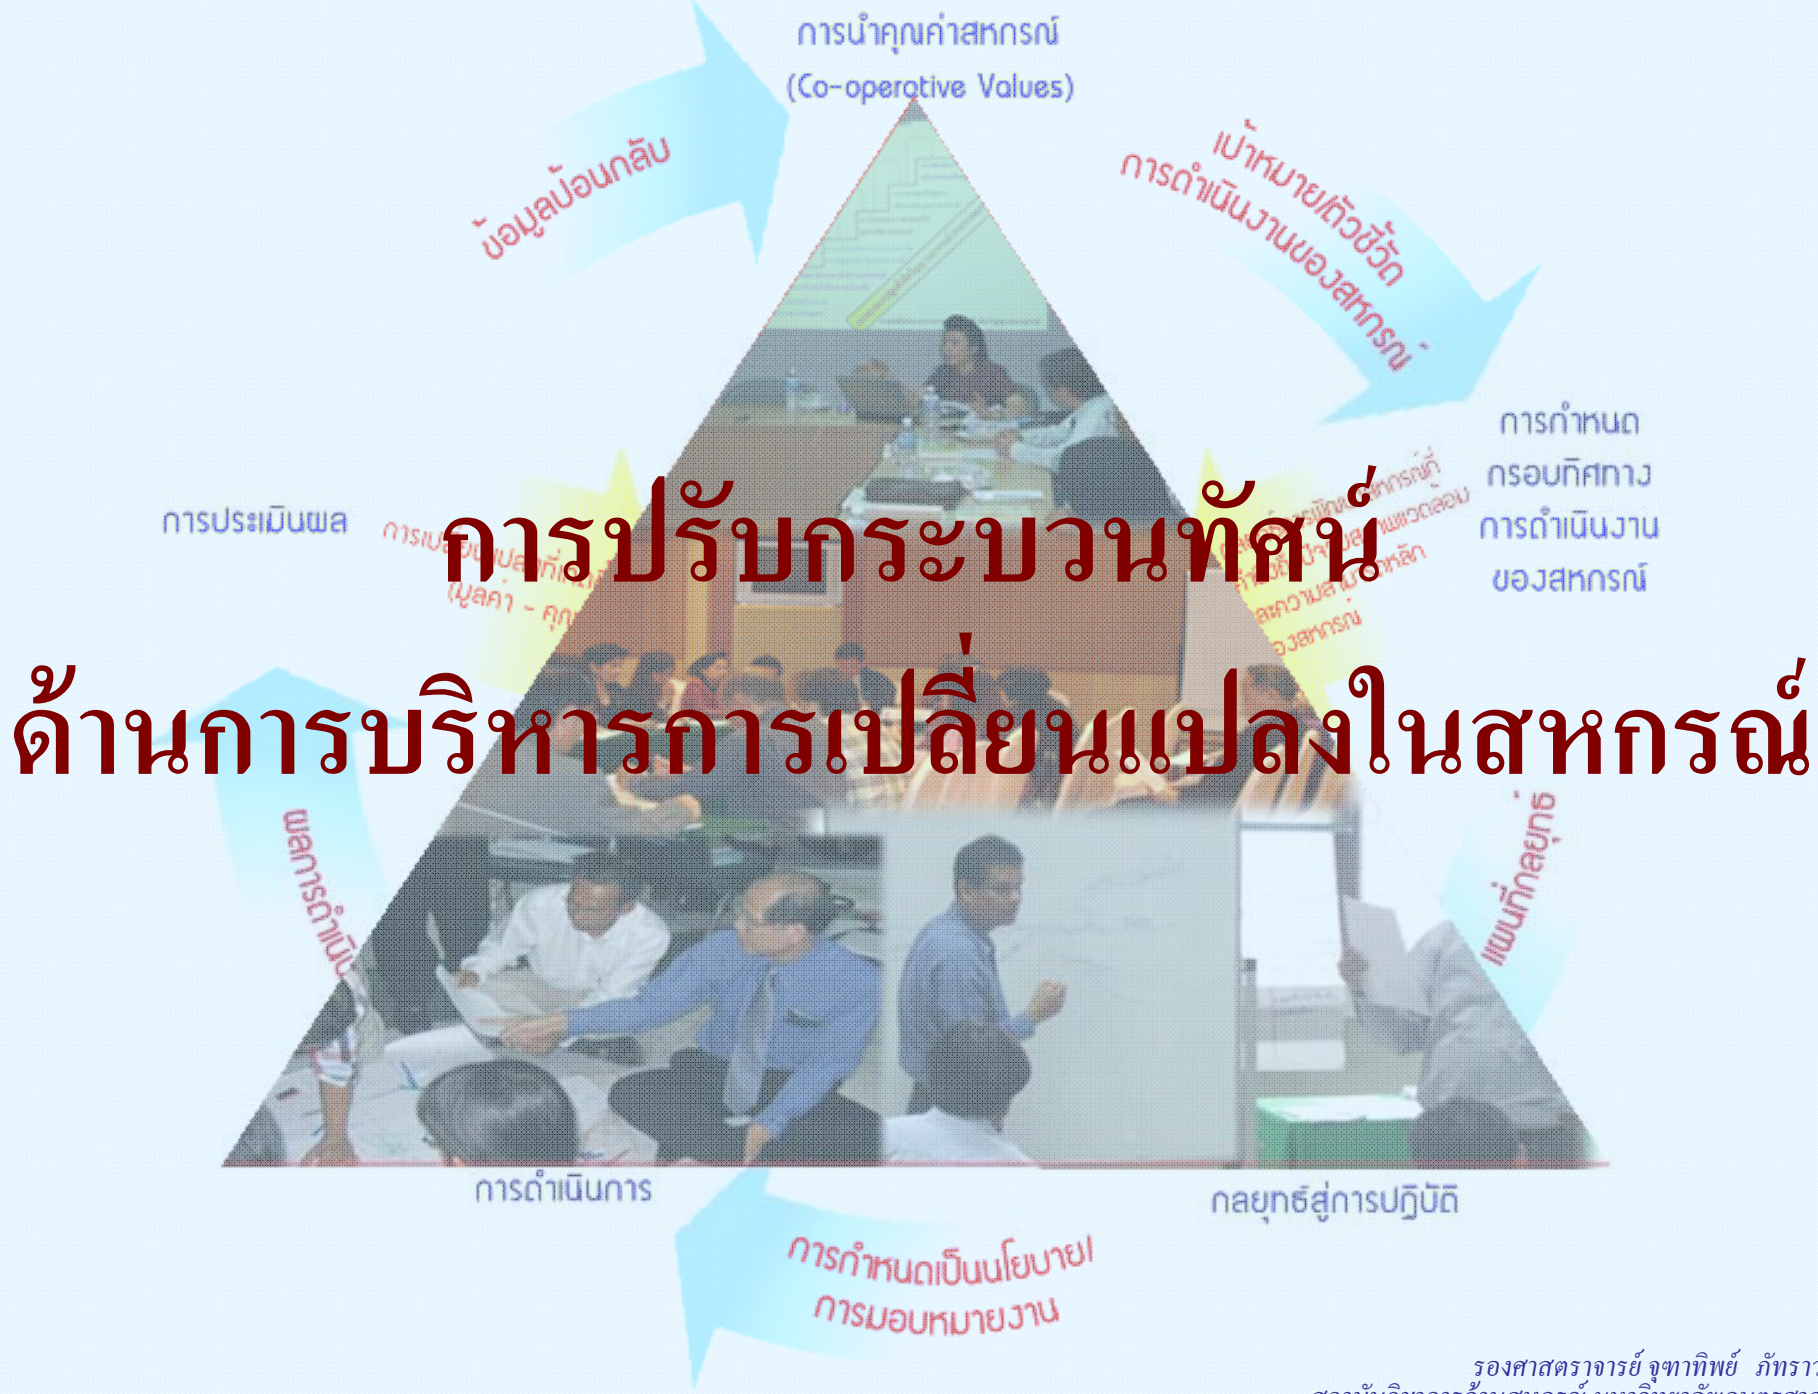 การนำคุณค่าสหกรณ์
(Co-operative Values)
ข้อมูลป้อนกลับ
เป้าหมาย/ตัวชี้วัด
การดำเนินงานของสหกรณ์
การกำหนด
กรอบทิศทาง
การดำเนินงาน
ของสหกรณ์
การประเมินผล
การปรับกระบวนทัศน์
ด้านการบริหารการเปลี่ยนแปลงในสหกรณ์
(มูลค่า -
ผลการดำเนิน
แผนที่กลยุทธ์
การดำเนินการ
กลยุทธ์สู่การปฏิบัติ
การกำหนดเป็นนโยบาย/
การมอบหมายงาน
รองศาสตราจารย์ จุฑาทิพย์ ภัทราว